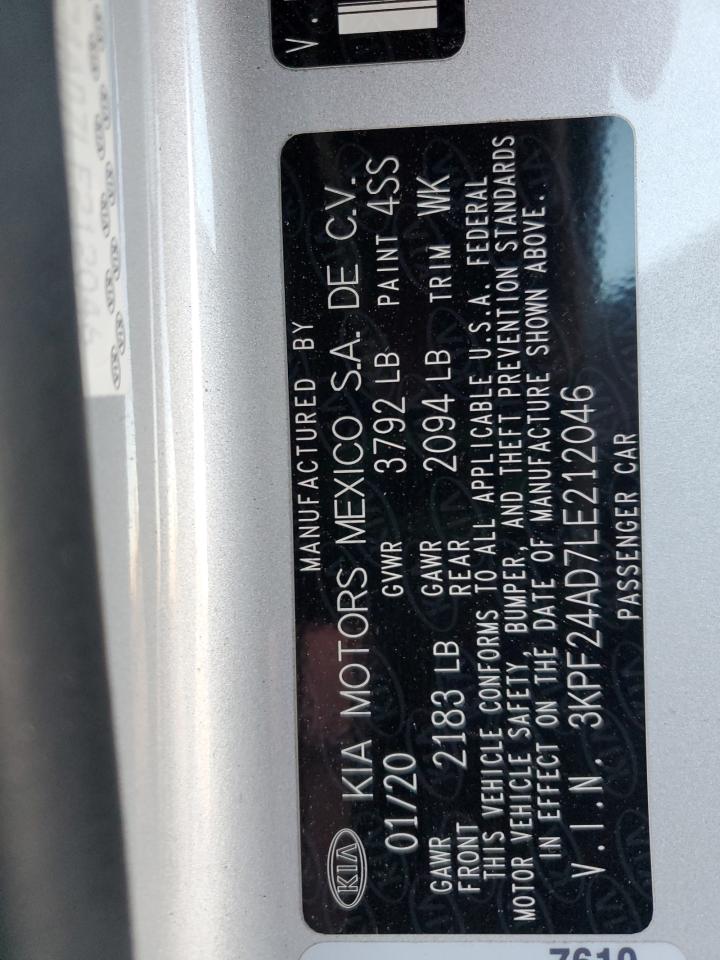 V.
MANUFACTURED BY
KIA KIA MOTORS MEXICO S.A. DE C.V.
01/20 GVWR 3792 LB PAINT 4SS
GAWR FRONT 2183 LB GAWR REAR 2094 LB TRIM WK
THIS VEHICLE CONFORMS TO ALL APPLICABLE U.S.A. FEDERAL
MOTOR VEHICLE SAFETY, BUMPER, AND THEFT PREVENTION STANDARDS
IN EFFECT ON THE DATE OF MANUFACTURE SHOWN ABOVE.
V.I.N. 3KPF24AD7LE212046
PASSENGER CAR
7610